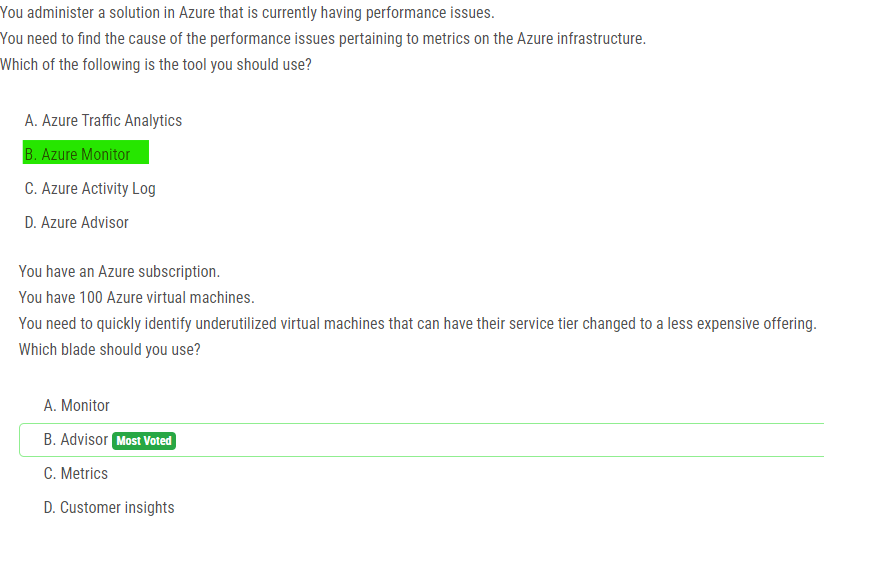 You administer a solution in Azure that is currently having performance issues.
You need to find the cause of the performance issues pertaining to metrics on the Azure infrastructure.
Which of the following is the tool you should use?
A. Azure Traffic Analytics
B. Azure Monitor
C. Azure Activity Log
D. Azure Advisor
You have an Azure subscription.
You have 100 Azure virtual machines.
You need to quickly identify underutilized virtual machines that can have their service tier changed to a less expensive offering.
Which blade should you use?
A. Monitor
B. Advisor Most Voted
C. Metrics
D. Customer insights